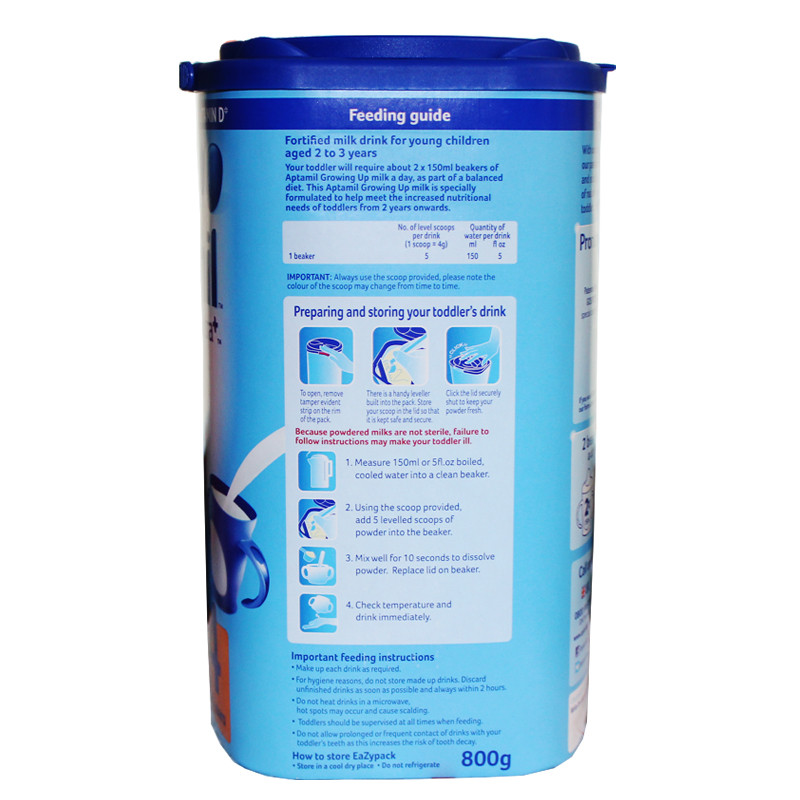 Feeding guide
Fortified milk drink for young children
aged 2 to 3 years
Your toddler will require about 2 x 150ml beakers of
Aptamil Growing Up milk a day, as part of a balanced
diet. This Aptamil Growing Up milk is specially
formulated to help meet the increased nutritional
needs of toddlers from 2 years onwards.
No. of level scoops Quantity of
per drink water per drink
(1 scoop = 4g) ml fl oz
1 beaker 5 150 5
IMPORTANT: Always use the scoop provided, please note the
colour of the scoop may change from time to time.
Preparing and storing your toddler's drink
CLICK
To open, remove
tamper evident
strip on the rim
of the pack.
There is a handy leveller
built into the pack. Store
your scoop in the lid so that
it is kept safe and secure.
Click the lid securely
shut to keep your
powder fresh.
Because powdered milks are not sterile, failure to
follow instructions may make your toddler ill.
1. Measure 150ml or 5fl.oz boiled,
cooled water into a clean beaker.
2. Using the scoop provided,
add 5 levelled scoops of
powder into the beaker.
3. Mix well for 10 seconds to dissolve
powder. Replace lid on beaker.
4. Check temperature and
drink immediately.
Important feeding instructions
• Make up each drink as required.
• For hygiene reasons, do not store made up drinks. Discard
unfinished drinks as soon as possible and always within 2 hours.
• Do not heat drinks in a microwave,
hot spots may occur and cause scalding.
• Toddlers should be supervised at all times when feeding.
• Do not allow prolonged or frequent contact of drinks with your
toddler's teeth as this increases the risk of tooth decay.
How to store EaZypack
• Store in a cool dry place • Do not refrigerate
800g